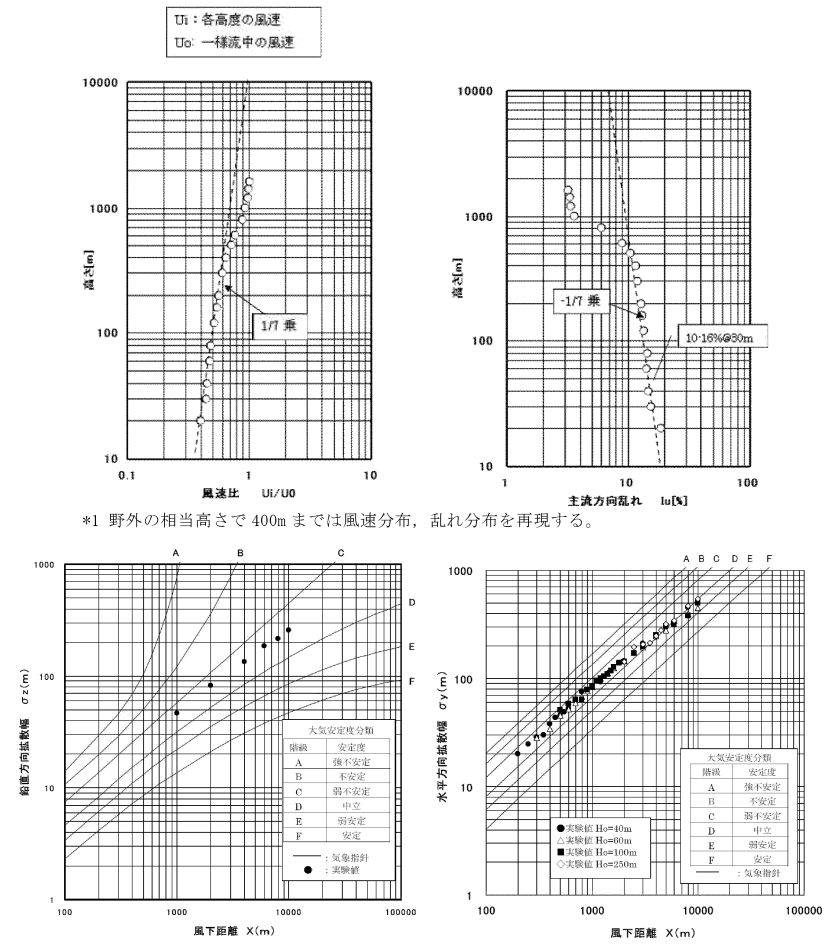 Ui：各高度の風速
Uo: 一様流中の風速
10000
1000
100
10
0.1
1
10
高さ[m]
風速比 Ui/U0
1/7 乗
10000
1000
100
10
1
10
100
高さ[m]
主流方向乱れ Iu[%]
-1/7 乗
10-16%@30m
*1 野外の相当高さで 400m までは風速分布，乱れ分布を再現する。
A
B
C
D
E
F
1000
100
10
1
100
1000
10000
100000
鉛直方向拡散幅 σz(m)
風下距離 X(m)
大気安定度分類
階級 安定度
A 強不安定
B 不安定
C 弱不安定
D 中立
E 弱安定
F 安定
：気象指針
：実験値
A B C D E F
1000
100
10
1
100
1000
10000
100000
水平方向拡散幅 σy(m)
風下距離 X(m)
実験値 Ho=40m
実験値 Ho=60m
実験値 Ho=100m
実験値 Ho=250m
大気安定度分類
階級 安定度
A 強不安定
B 不安定
C 弱不安定
D 中立
E 弱安定
F 安定
：気象指針